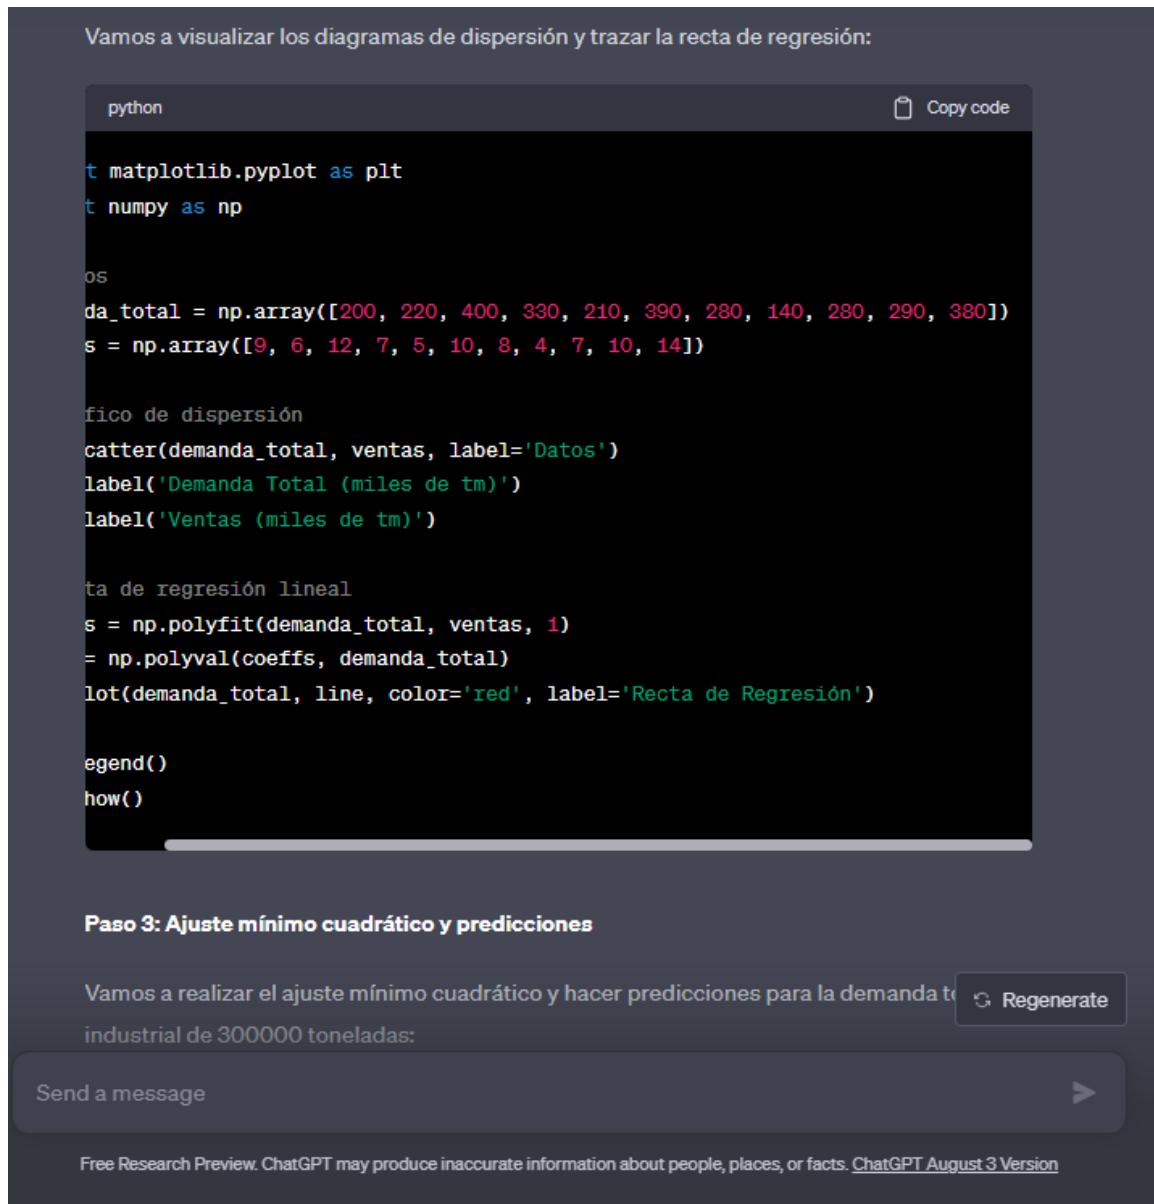 Vamos a visualizar los diagramas de dispersión y trazar la recta de regresión:
python
Copy code
t matplotlib.pyplot as plt
t numpy as np
os
da_total = np.array([200, 220, 400, 330, 210, 390, 280, 140, 280, 290, 380])
s = np.array([9, 6, 12, 7, 5, 10, 8, 4, 7, 10, 14])
fico de dispersión
catter(demanda_total, ventas, label='Datos')
label('Demanda Total (miles de tm)')
label('Ventas (miles de tm)')
ta de regresión lineal
s = np.polyfit(demanda_total, ventas, 1)
= np.polyval(coeffs, demanda_total)
lot(demanda_total, line, color='red', label='Recta de Regresión')
egend()
how()
Paso 3: Ajuste mínimo cuadrático y predicciones
Vamos a realizar el ajuste mínimo cuadrático y hacer predicciones para la demanda t
Regenerate
industrial de 300000 toneladas:
Send a message
Free Research Preview. ChatGPT may produce inaccurate information about people, places, or facts. ChatGPT August 3 Version